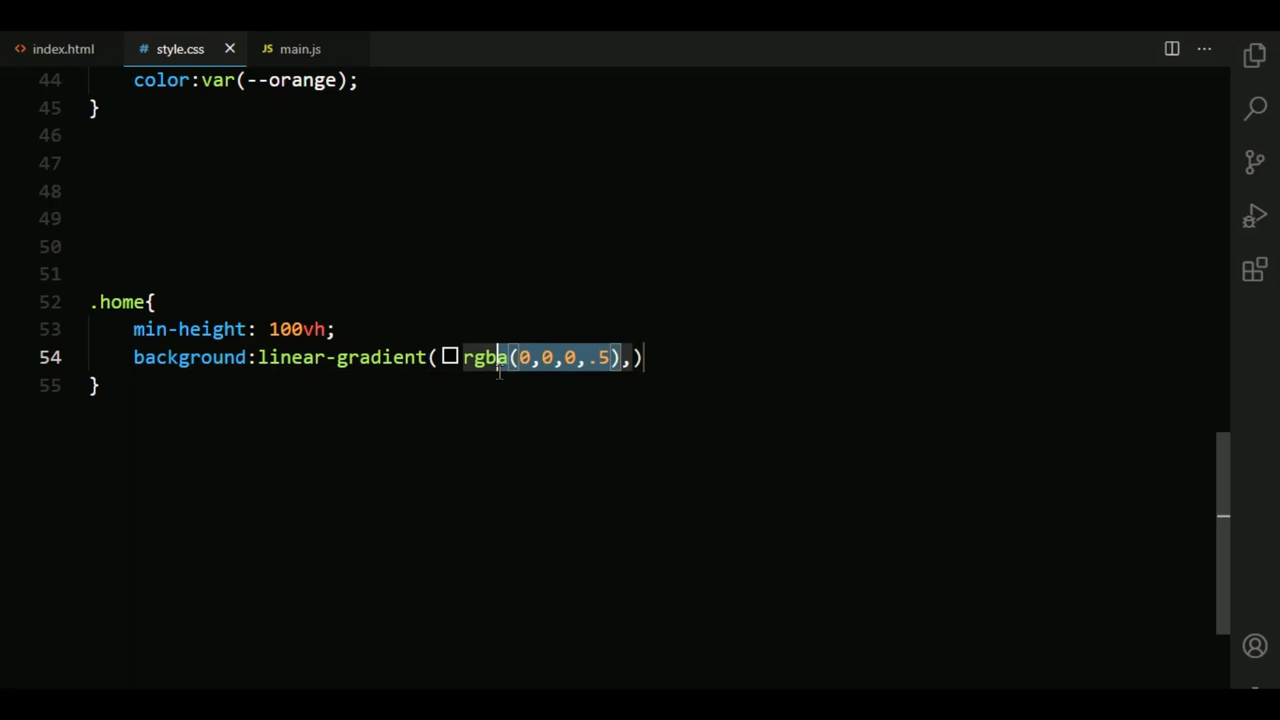 <> index.html # style.css × JS main.js ...
44 color:var(--orange);
45 }
46
47
48
49
50
51
52 .home{
53 min-height: 100vh;
54 background:linear-gradient(rgba(0,0,0,.5),)
55 }